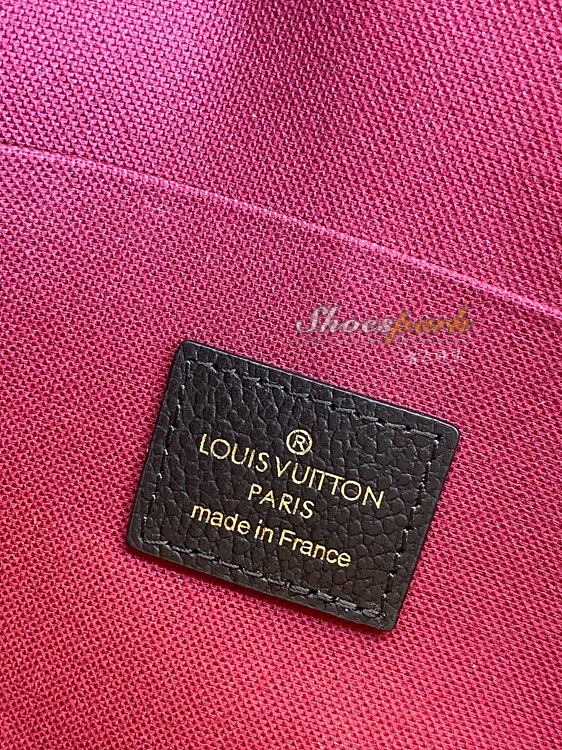 Shoespark
®
LOUIS VUITTON
PARIS
made in France